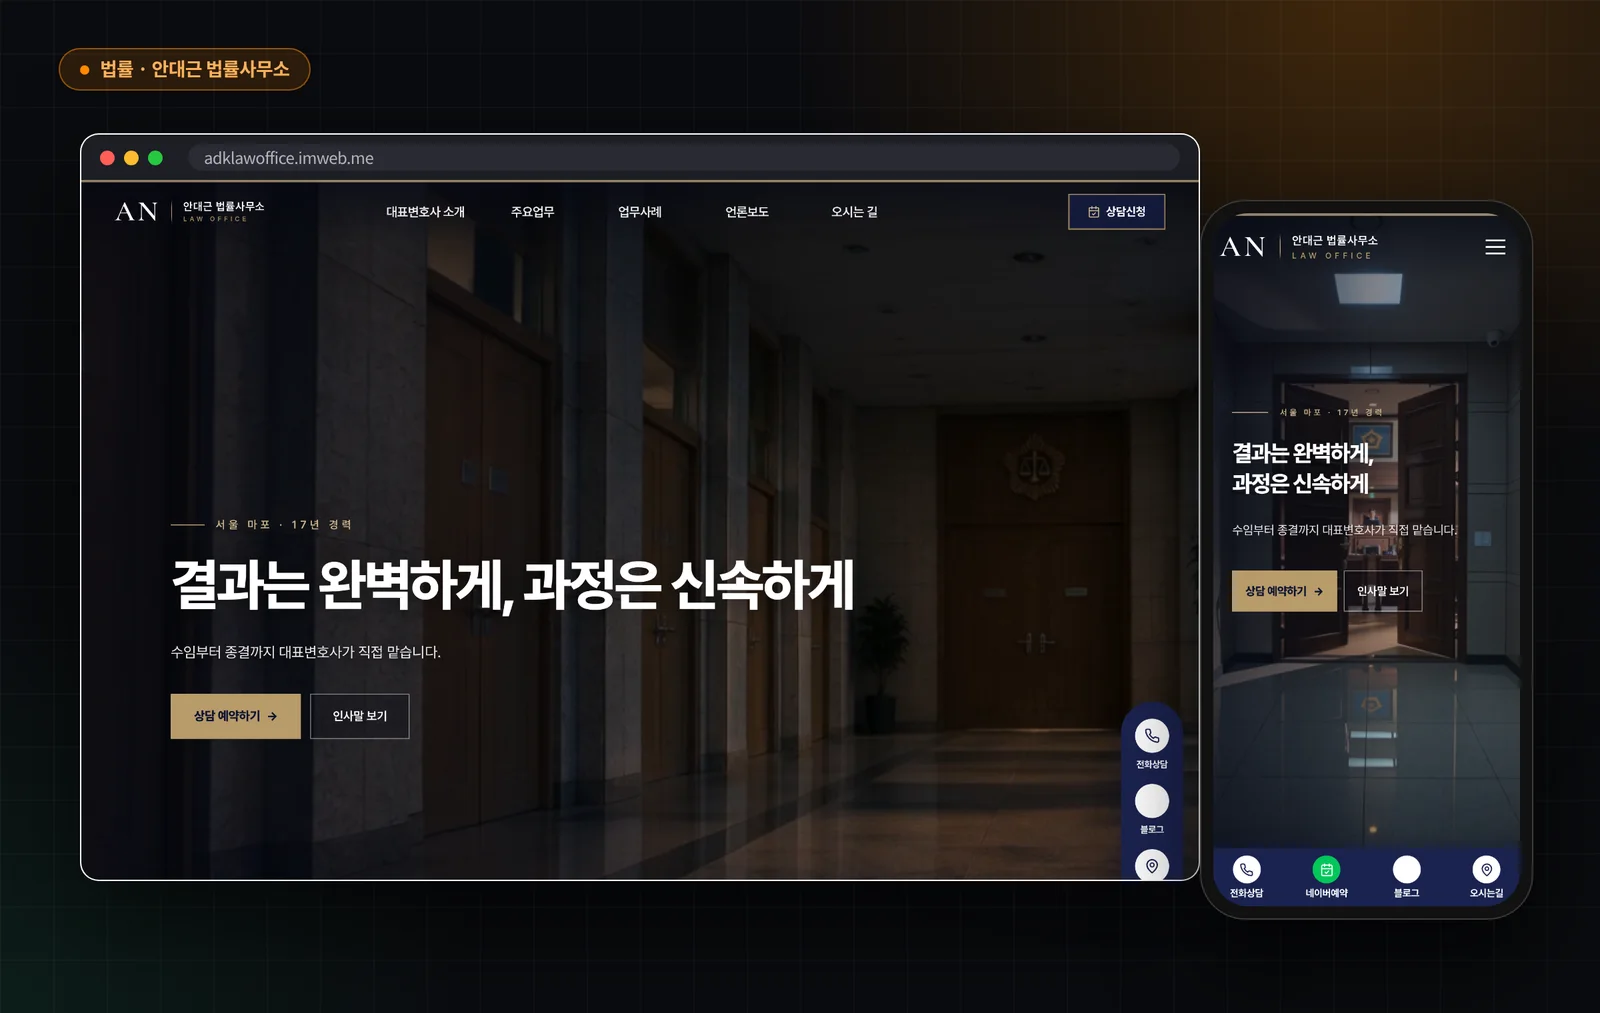 법률 · 안대근 법률사무소
adklawoffice.imweb.me
AN 안대근 법률사무소
LAW OFFICE
대표변호사 소개 주요업무 업무사례 언론보도 오시는 길
상담신청
서울 마포 · 17년 경력
결과는 완벽하게, 과정은 신속하게
수임부터 종결까지 대표변호사가 직접 맡습니다.
상담 예약하기 → 인사말 보기
전화상담
블로그
AN 안대근 법률사무소
LAW OFFICE
서울 마포 · 17년 경력
결과는 완벽하게,
과정은 신속하게
수임부터 종결까지 대표변호사가 직접 맡습니다.
상담 예약하기 → 인사말 보기
전화상담 네이버예약 블로그 오시는길